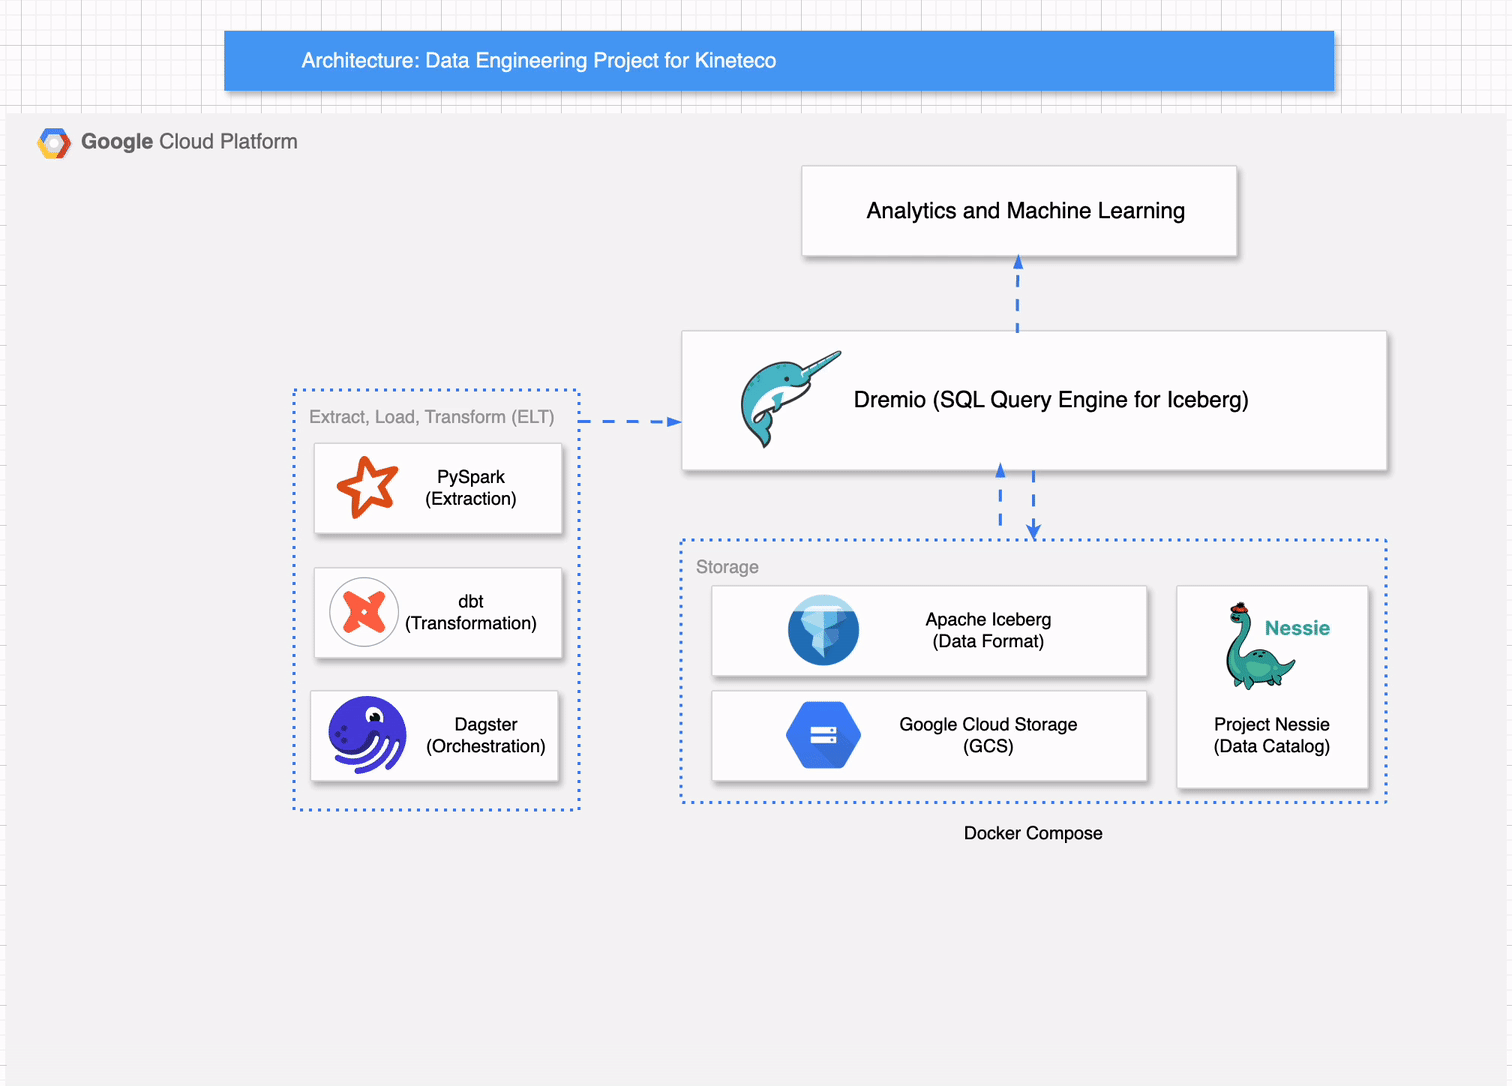 Architecture: Data Engineering Project for Kineteco
Google Cloud Platform
Analytics and Machine Learning
Dremio (SQL Query Engine for Iceberg)
Extract, Load, Transform (ELT)
PySpark
(Extraction)
dbt
(Transformation)
Dagster
(Orchestration)
Storage
Apache Iceberg
(Data Format)
Google Cloud Storage
(GCS)
Nessie
Project Nessie
(Data Catalog)
Docker Compose